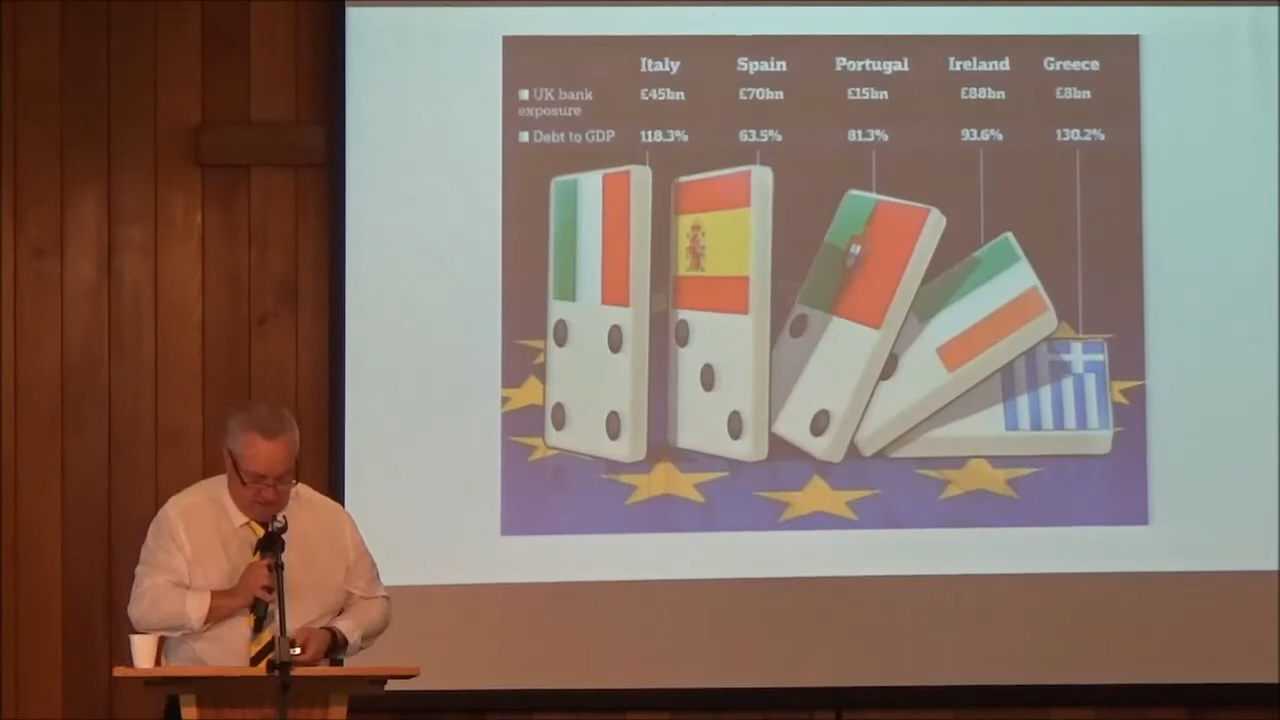 Italy Spain Portugal Ireland Greece
UK bank £45bn £70bn £15bn £88bn £8bn
exposure
Debt to GDP 118.3% 63.5% 81.3% 93.6% 130.2%